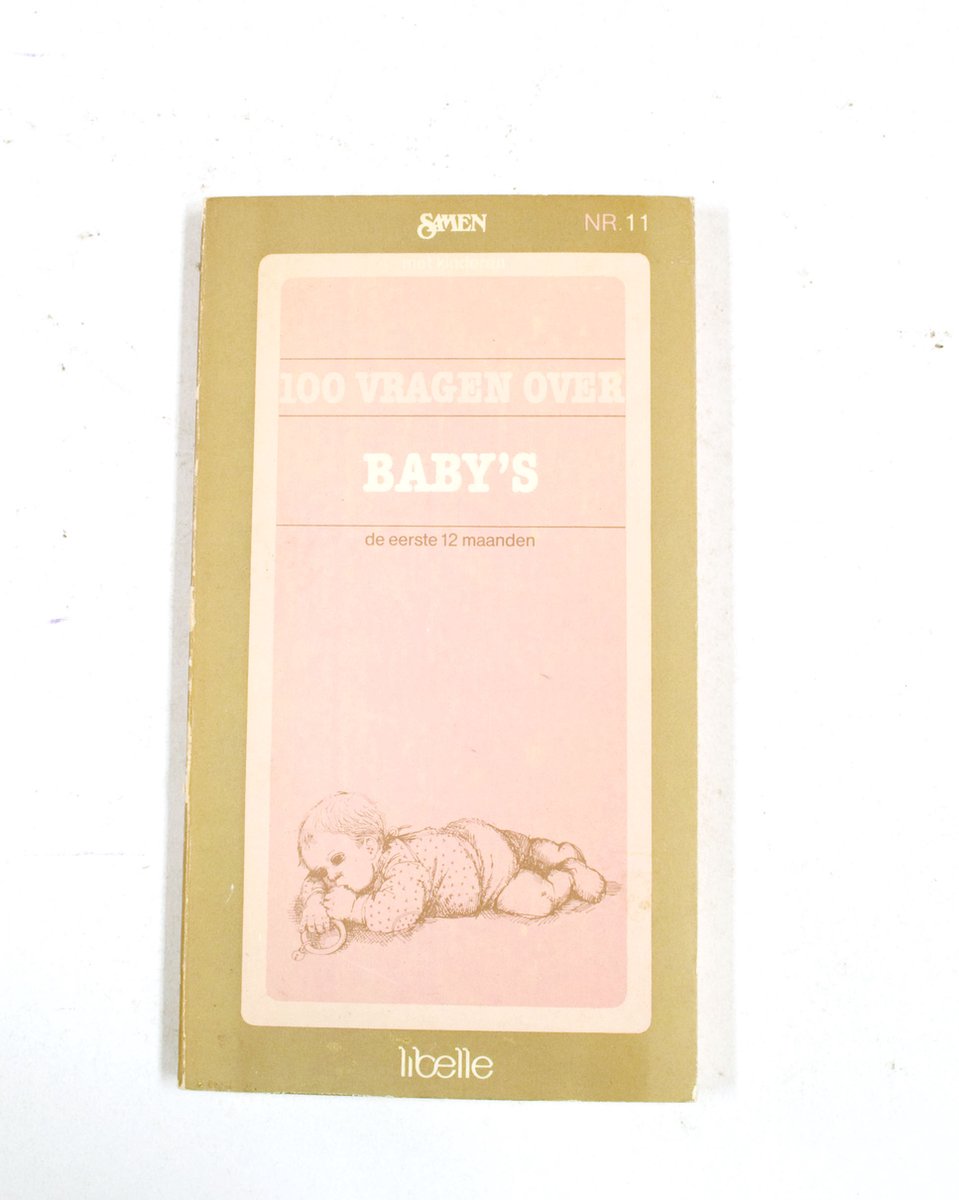 SAMEN
NR. 11
100 VRAGEN OVER
BABY'S
de eerste 12 maanden
libelle